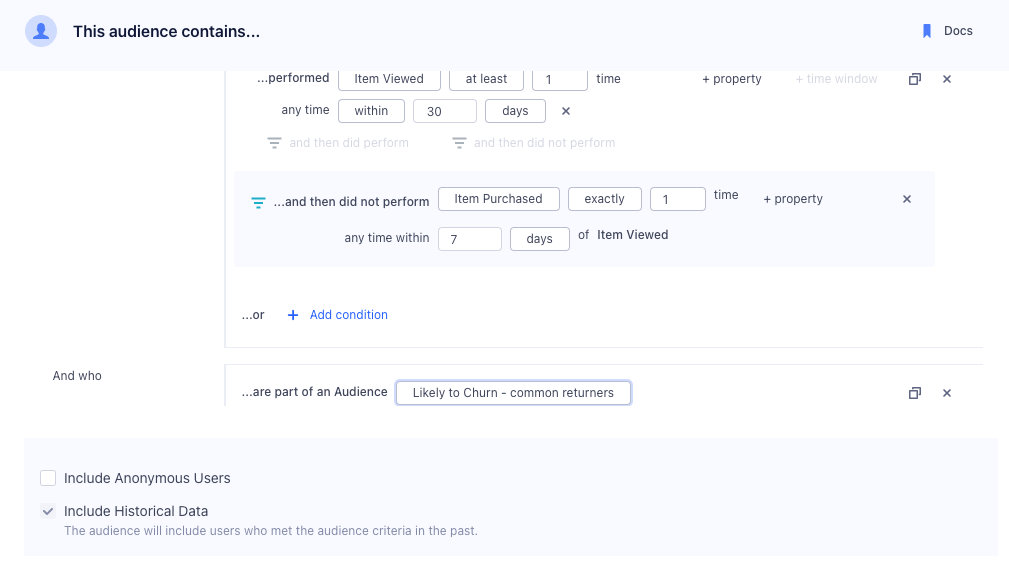 This audience contains...
Docs
...performed Item Viewed at least 1 time + property + time window
any time within 30 days
and then did perform and then did not perform
...and then did not perform Item Purchased exactly 1 time + property
any time within 7 days of Item Viewed
...or + Add condition
And who
...are part of an Audience Likely to Churn - common returners
Include Anonymous Users
Include Historical Data
The audience will include users who met the audience criteria in the past.